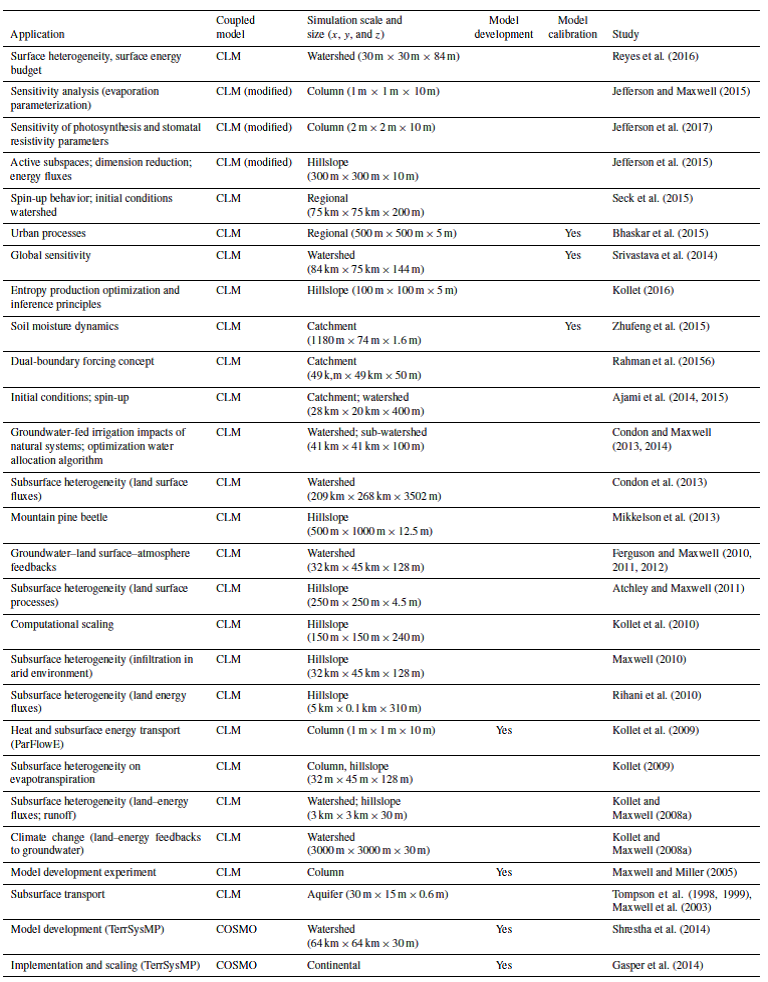 Coupled Simulation scale and Model Model
Application model size (x, y, and z) development calibration Study
Surface heterogeneity, surface energy CLM Watershed (30 m × 30 m × 84 m) Reyes et al. (2016)
budget
Sensitivity analysis (evaporation CLM (modified) Column (1 m × 1 m × 10 m) Jefferson and Maxwell (2015)
parameterization)
Sensitivity of photosynthesis and stomatal CLM (modified) Column (2 m × 2 m × 10 m) Jefferson et al. (2017)
resistivity parameters
Active subspaces; dimension reduction; CLM (modified) Hillslope Jefferson et al. (2015)
energy fluxes (300 m × 300 m × 10 m)
Spin-up behavior; initial conditions CLM Regional Seck et al. (2015)
watershed (75 km × 75 km × 200 m)
Urban processes CLM Regional (500 m × 500 m × 5 m) Yes Bhaskar et al. (2015)
Global sensitivity CLM Watershed Yes Srivastava et al. (2014)
(84 km × 75 km × 144 m)
Entropy production optimization and CLM Hillslope (100 m × 100 m × 5 m) Kollet (2016)
inference principles
Soil moisture dynamics CLM Catchment Yes Zhufeng et al. (2015)
(1180 m × 74 m × 1.6 m)
Dual-boundary forcing concept CLM Catchment Rahman et al. (20156)
(49 k,m × 49 km × 50 m)
Initial conditions; spin-up CLM Catchment; watershed Ajami et al. (2014, 2015)
(28 km × 20 km × 400 m)
Groundwater-fed irrigation impacts of CLM Watershed; sub-watershed Condon and Maxwell
natural systems; optimization water (41 km × 41 km × 100 m) (2013, 2014)
allocation algorithm
Subsurface heterogeneity (land surface CLM Watershed Condon et al. (2013)
fluxes) (209 km × 268 km × 3502 m)
Mountain pine beetle CLM Hillslope Mikkelson et al. (2013)
(500 m × 1000 m × 12.5 m)
Groundwater–land surface–atmosphere CLM Watershed Ferguson and Maxwell (2010,
feedbacks (32 km × 45 km × 128 m) 2011, 2012)
Subsurface heterogeneity (land surface CLM Hillslope Atchley and Maxwell (2011)
processes) (250 m × 250 m × 4.5 m)
Computational scaling CLM Hillslope Kollet et al. (2010)
(150 m × 150 m × 240 m)
Subsurface heterogeneity (infiltration in CLM Hillslope Maxwell (2010)
arid environment) (32 km × 45 km × 128 m)
Subsurface heterogeneity (land energy CLM Hillslope Rihani et al. (2010)
fluxes) (5 km × 0.1 km × 310 m)
Heat and subsurface energy transport CLM Column (1 m × 1 m × 10 m) Yes Kollet et al. (2009)
(ParFlowE)
Subsurface heterogeneity on CLM Column, hillslope Kollet (2009)
evapotranspiration (32 m × 45 m × 128 m)
Subsurface heterogeneity (land–energy CLM Watershed; hillslope Kollet and
fluxes; runoff) (3 km × 3 km × 30 m) Maxwell (2008a)
Climate change (land–energy feedbacks CLM Watershed Kollet and
to groundwater) (3000 m × 3000 m × 30 m) Maxwell (2008a)
Model development experiment CLM Column Yes Maxwell and Miller (2005)
Subsurface transport CLM Aquifer (30 m × 15 m × 0.6 m) Tompson et al. (1998, 1999),
Maxwell et al. (2003)
Model development (TerrSysMP) COSMO Watershed Yes Shrestha et al. (2014)
(64 km × 64 km × 30 m)
Implementation and scaling (TerrSysMP) COSMO Continental Yes Gasper et al. (2014)